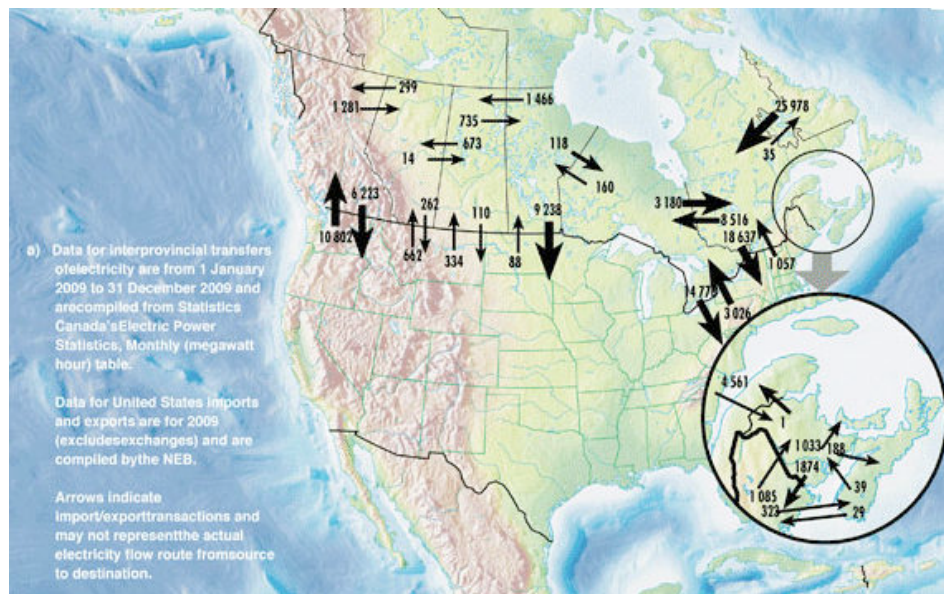 299
1 281
1 466
735
673
14
118
160
25 978
35
3 180
8 516
18 637
1 057
6 223
10 802
262
662
334
110
88
9 238
14 779
3 026
a) Data for interprovincial transfers
ofelectricity are from 1 January
2009 to 31 December 2009 and
arecompiled from Statistics
Canada'sElectric Power
Statistics, Monthly (megawatt
hour) table.
Data for United States imports
and exports are for 2009
(excludesexchanges) and are
compiled bythe NEB.
Arrows indicate
import/exporttransactions and
may not representthe actual
electricity flow route fromsource
to destination.
4 561
1
1 033
188
1874
1 085
39
323
29